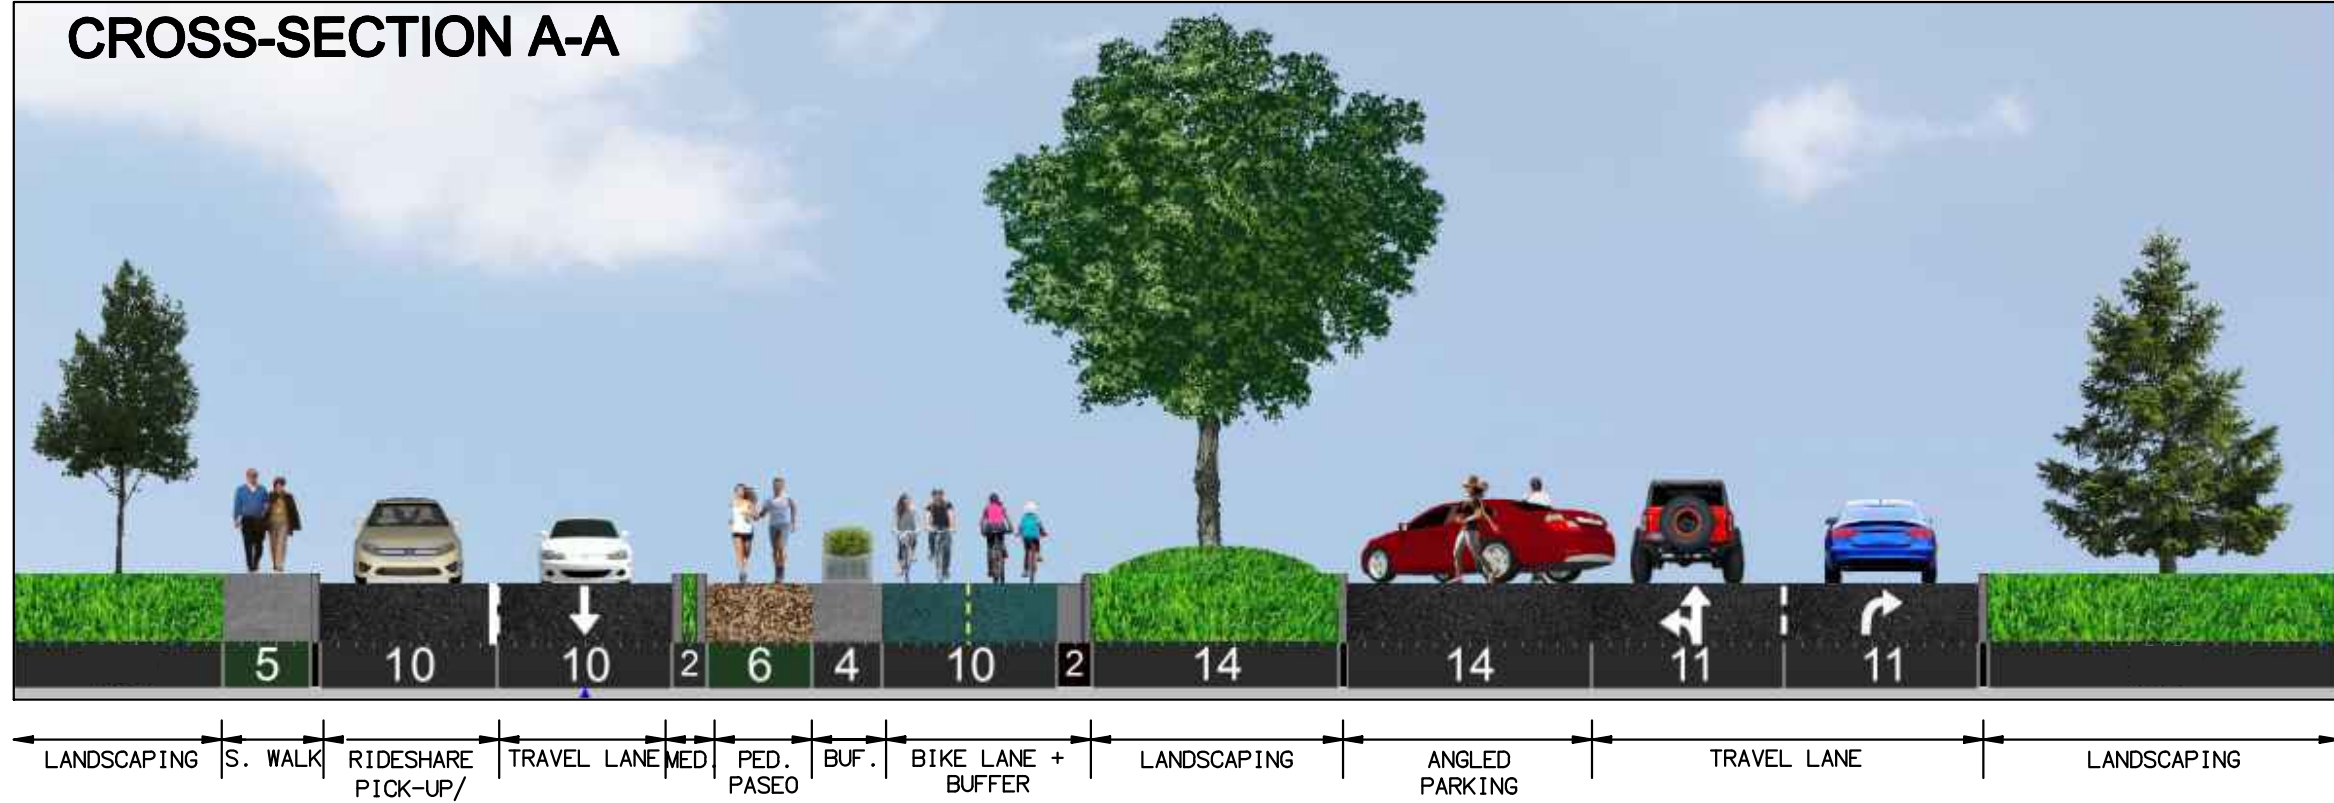 CROSS-SECTION A-A
5 10 10 2 6 4 10 2 14 14 11 11
LANDSCAPING S. WALK RIDESHARE TRAVEL LANE MED. PED. BUF. BIKE LANE + LANDSCAPING ANGLED TRAVEL LANE LANDSCAPING
PICK-UP/ PASEO BUFFER PARKING